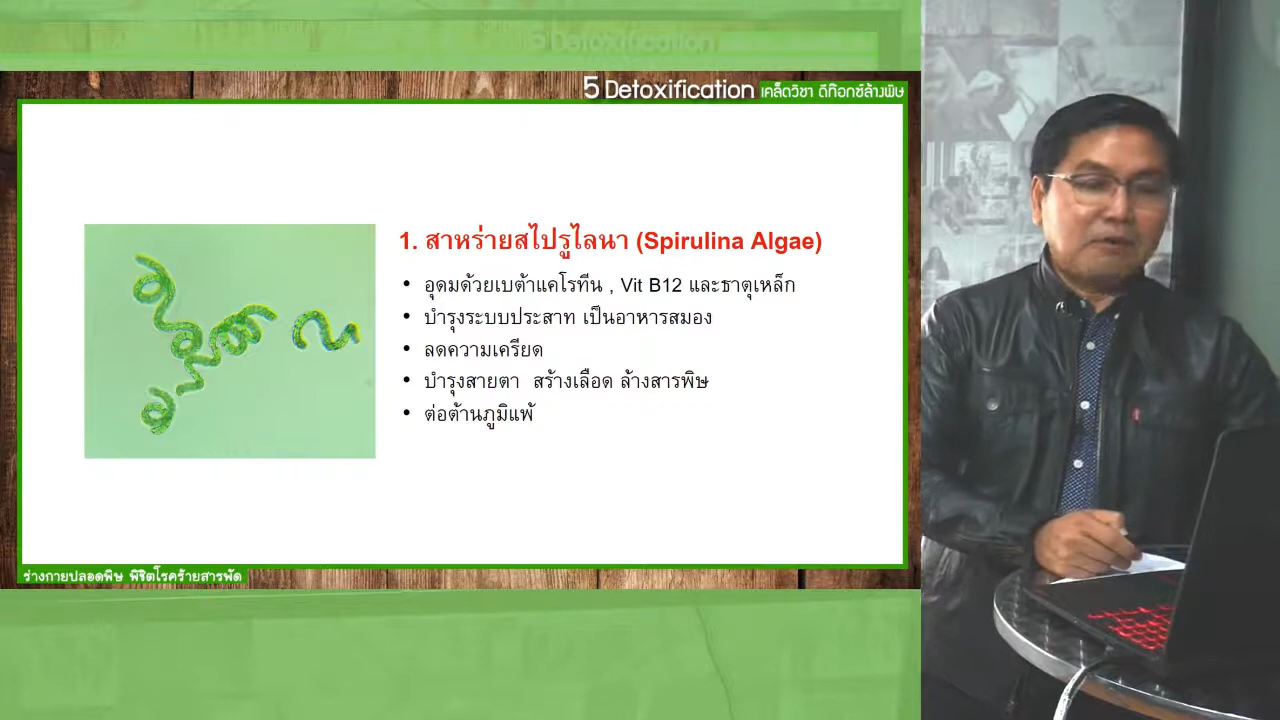 5 Detoxification
5 Detoxification เคล็ดวิชา ดีท๊อกซ์ล้างพิษ
1. สาหร่ายสไปรูไลนา (Spirulina Algae)
• อุดมด้วยเบต้าแคโรทีน , Vit B12 และธาตุเหล็ก
• บำรุงระบบประสาท เป็นอาหารสมอง
• ลดความเครียด
• บำรุงสายตา สร้างเลือด ล้างสารพิษ
• ต่อต้านภูมิแพ้
ร่างกายปลอดพิษ พิชิตโรคร้ายสารพัด